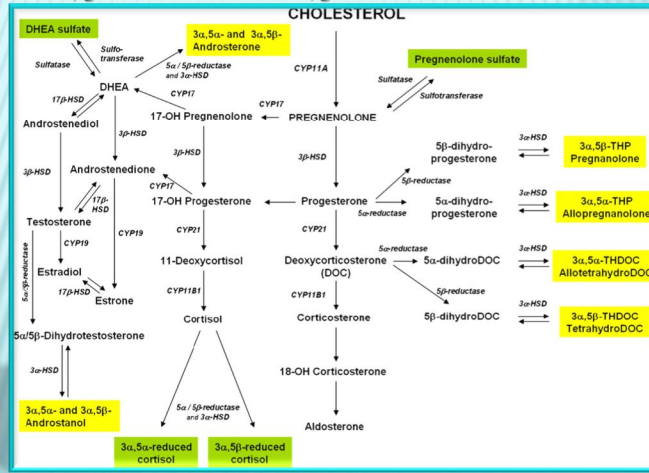 CHOLESTEROL
DHEA sulfate
3α,5α- and 3α,5β-
Androsterone
Sulfo-
transferase
Sulfatase
5α / 5β-reductase
and 3α-HSD
CYP11A
Pregnenolone sulfate
Sulfatase
Sulfotransferase
DHEA
17β-HSD
CYP17
CYP17
Androstenediol
17-OH Pregnenolone
PREGNENOLONE
3β-HSD
3β-HSD
3β-HSD
3β-HSD
5β-dihydro-
progesterone
3α-HSD
3α,5β-THP
Pregnanolone
Androstenedione
CYP17
5β-reductase
17β-
HSD
17-OH Progesterone
Progesterone
5α-reductase
5α-dihydro-
progesterone
3α-HSD
3α,5α-THP
Allopregnanolone
Testosterone
CYP19
CYP19
CYP21
CYP21
5α/5β-reductase
Estradiol
11-Deoxycortisol
Deoxycorticosterone
(DOC)
5α-reductase
5α-dihydroDOC
3α-HSD
3α,5α-THDOC
AllotetrahydroDOC
17β-HSD
Estrone
CYP11B1
CYP11B1
5β-reductase
Cortisol
Corticosterone
5β-dihydroDOC
3α-HSD
3α,5β-THDOC
TetrahydroDOC
5α/5β-Dihydrotestosterone
3α-HSD
18-OH Corticosterone
3α,5α- and 3α,5β-
Androstanol
5α / 5β-reductase
and 3α-HSD
Aldosterone
3α,5α-reduced
cortisol
3α,5β-reduced
cortisol